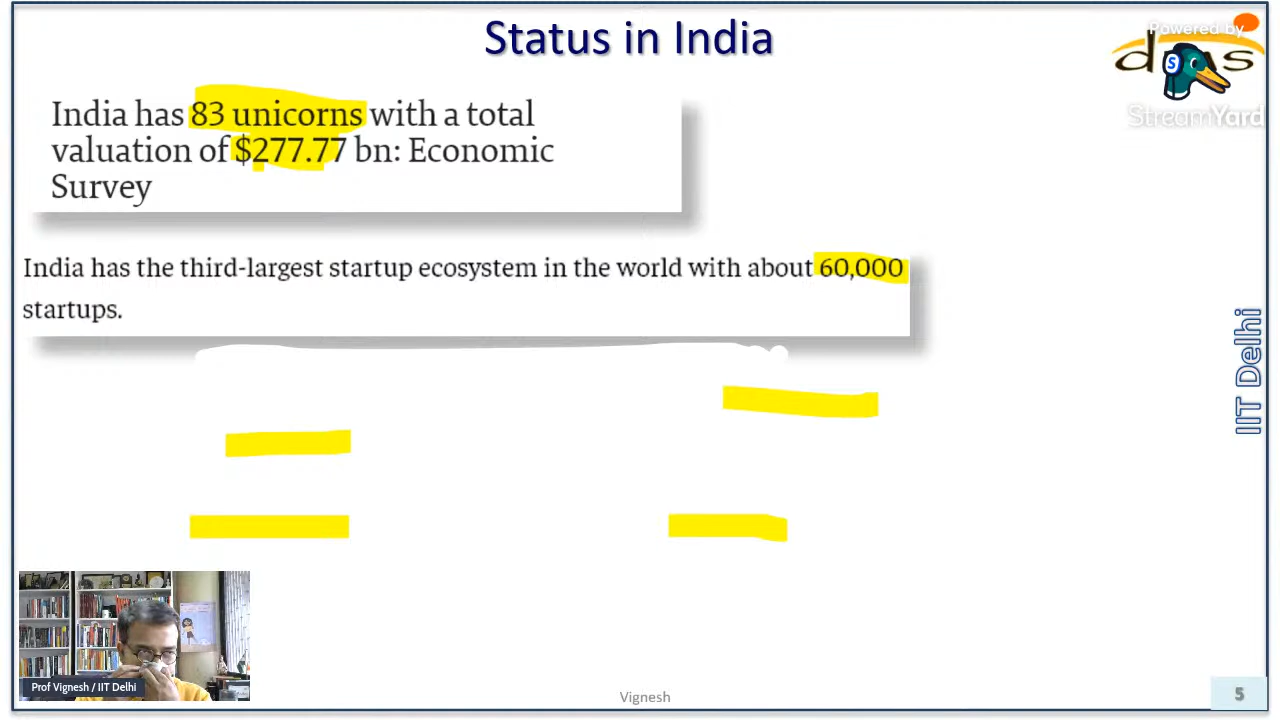 Status in India
Powered by
dms
S
StreamYard
India has 83 unicorns with a total
valuation of $277.77 bn: Economic
Survey
India has the third-largest startup ecosystem in the world with about 60,000
startups.
IIT Delhi
Prof Vignesh / IIT Delhi
Vignesh
5